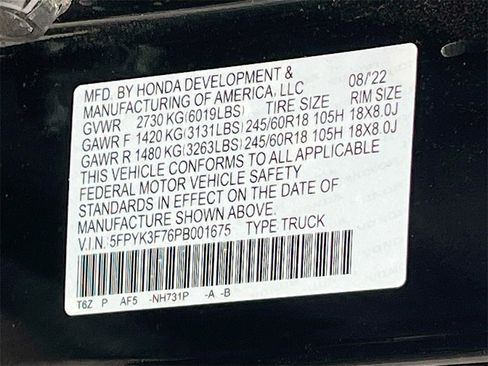 MFD. BY HONDA DEVELOPMENT &
MANUFACTURING OF AMERICA, LLC 08/'22
GVWR 2730 KG(6019LBS) TIRE SIZE RIM SIZE
GAWR F 1420 KG(3131LBS) 245/60R18 105H 18X8.0J
GAWR R 1480 KG(3263LBS) 245/60R18 105H 18X8.0J
THIS VEHICLE CONFORMS TO ALL APPLICABLE
FEDERAL MOTOR VEHICLE SAFETY
STANDARDS IN EFFECT ON THE DATE OF
MANUFACTURE SHOWN ABOVE.
V.I.N. 5FPYK3F76PB001675 TYPE TRUCK
T6Z P AF5 -NH731P -A -B